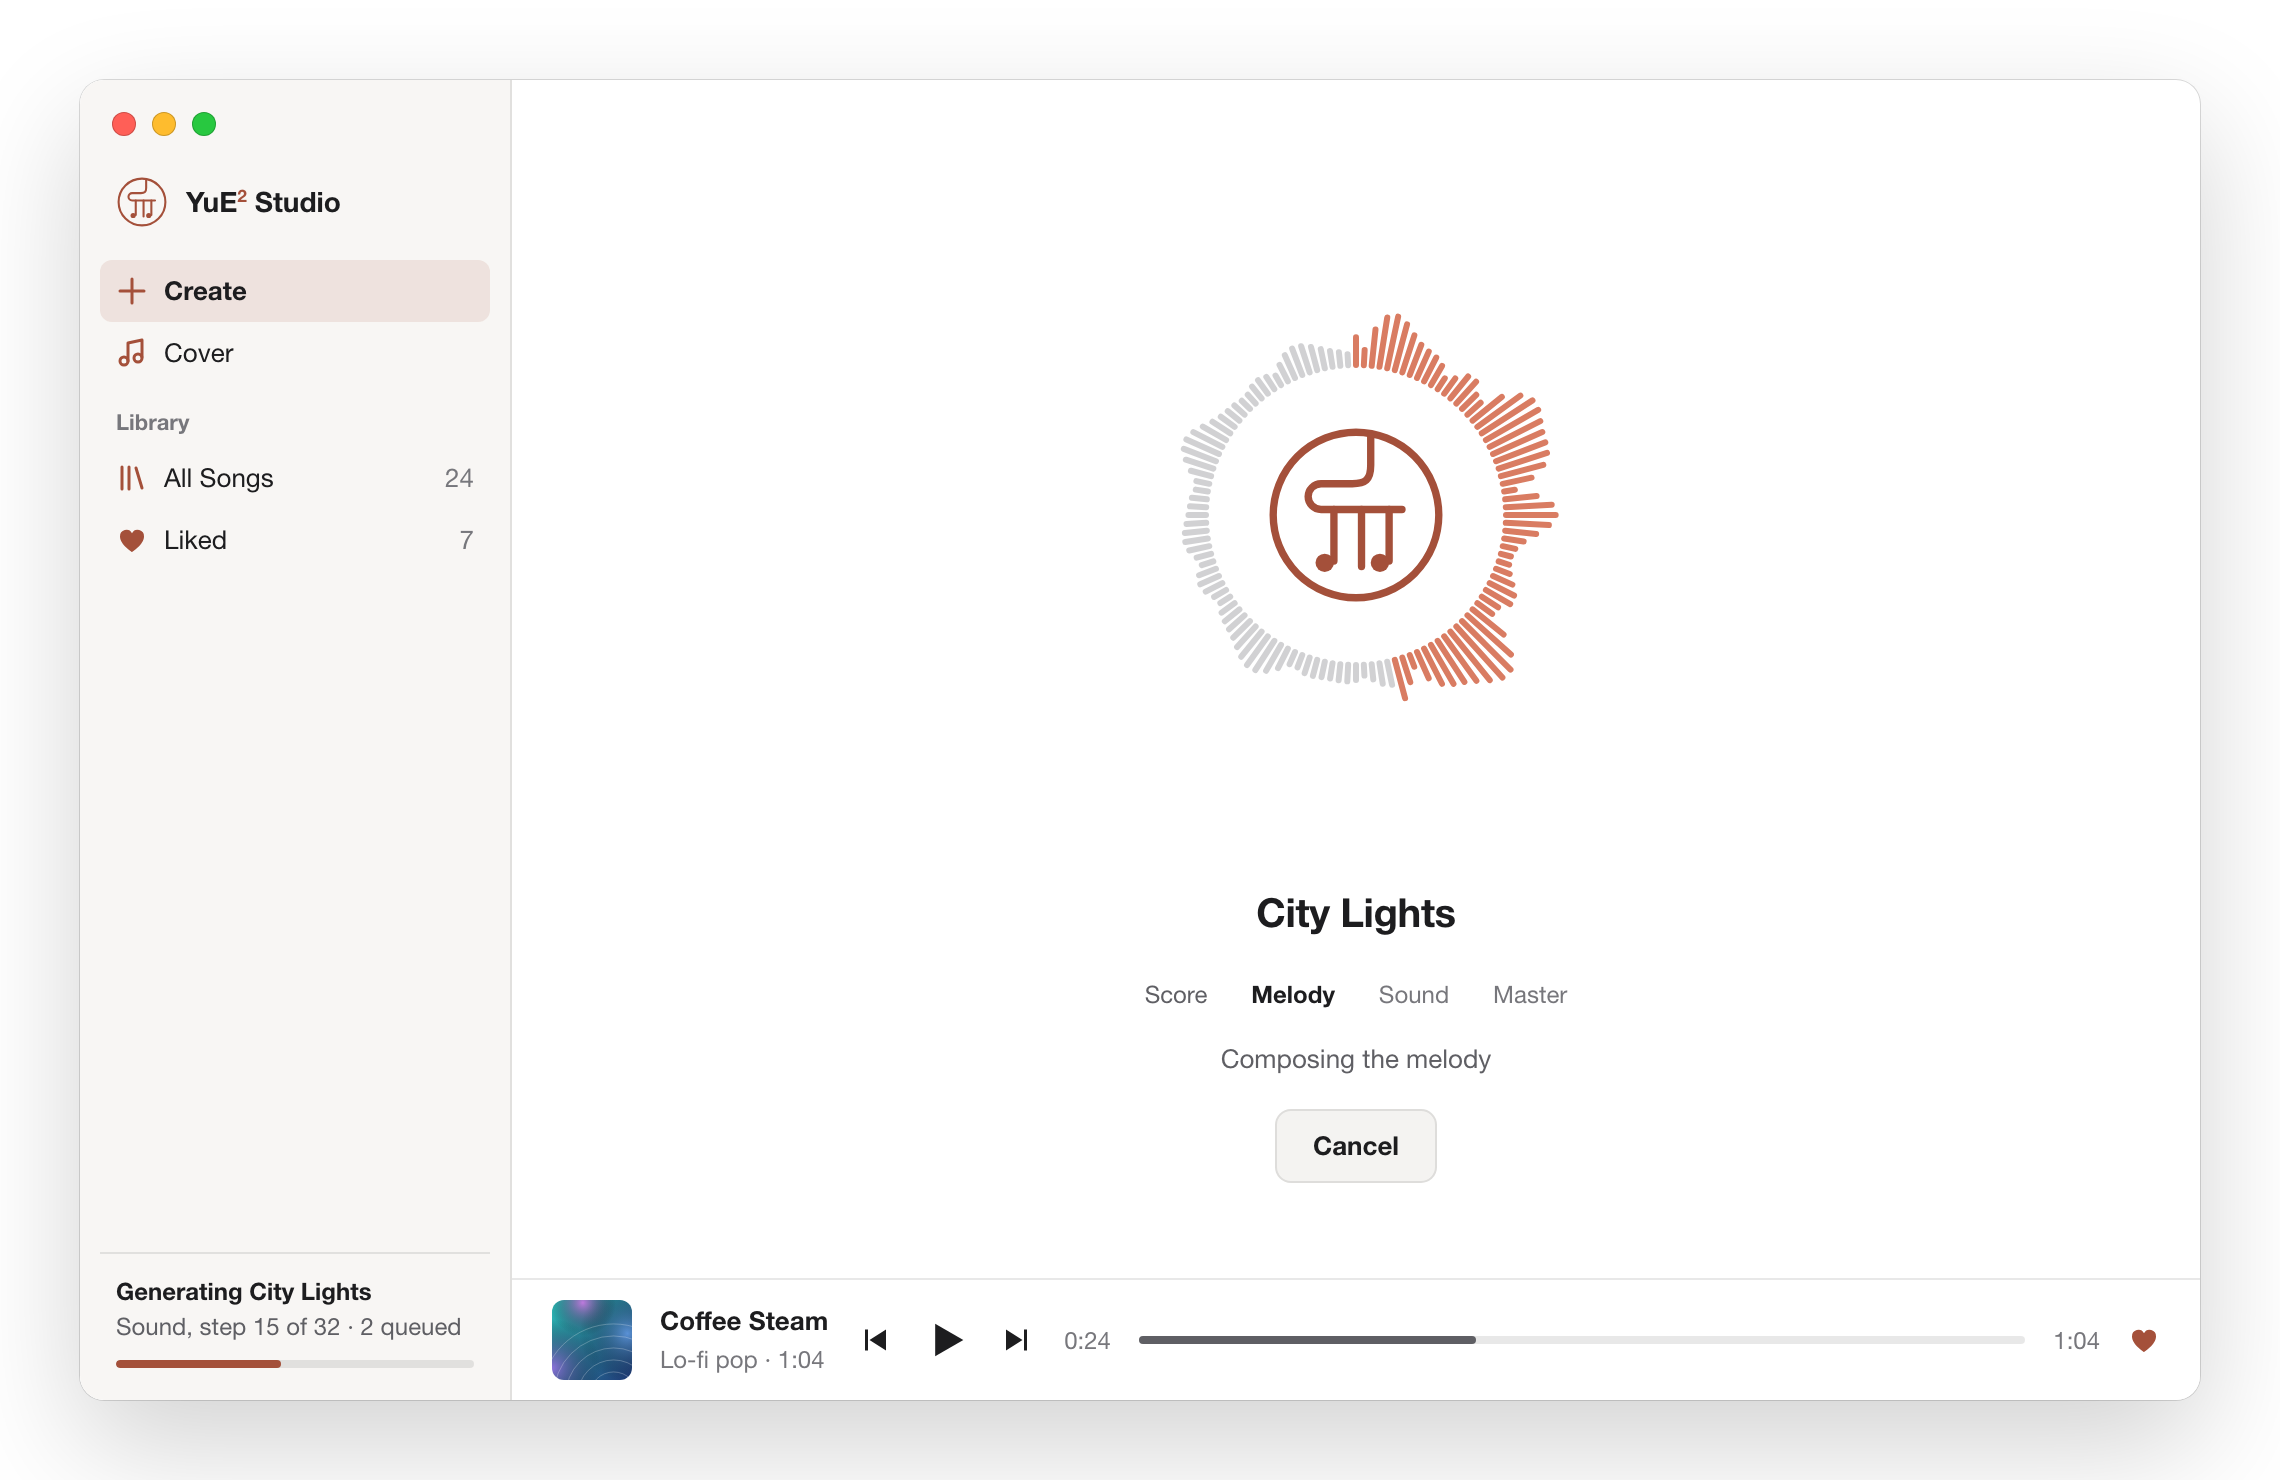 YuE² Studio
Create
Cover
Library
All Songs 24
Liked 7
City Lights
Score Melody Sound Master
Composing the melody
Cancel
Generating City Lights
Sound, step 15 of 32 · 2 queued
Coffee Steam
Lo-fi pop · 1:04
0:24
1:04